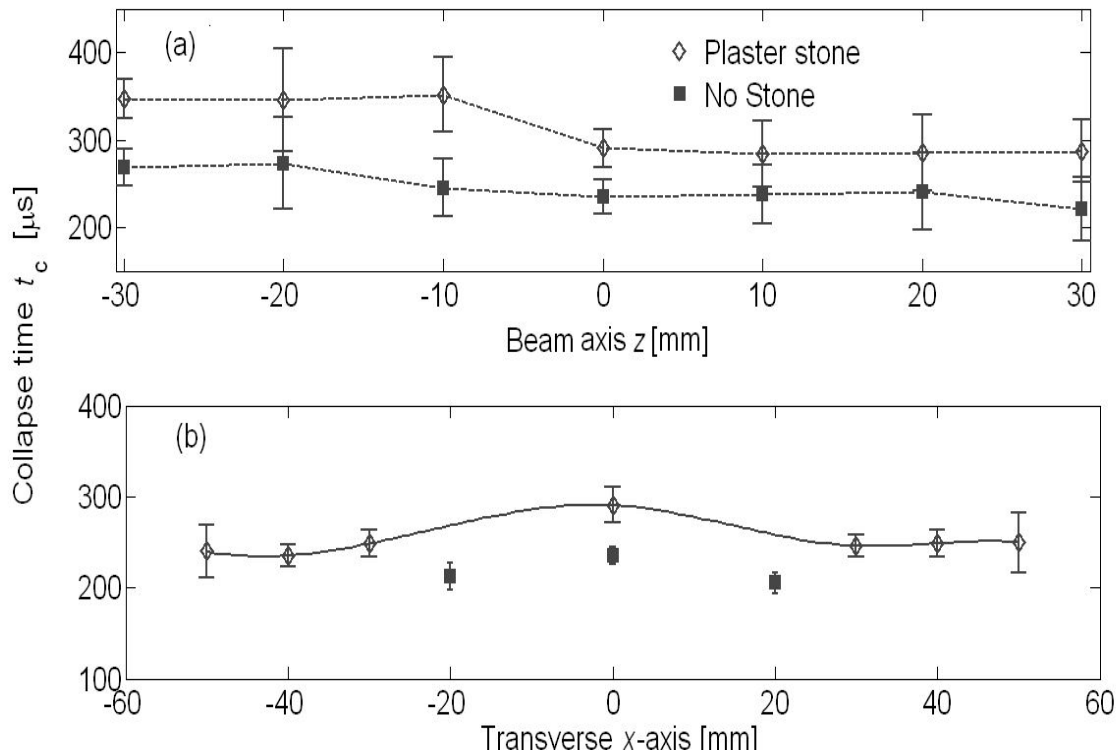 (a)
Plaster stone
No Stone
400
300
200
-30 -20 -10 0 10 20 30
Beam axis z [mm]
Collapse time tc [μs]
(b)
400
300
200
100
-60 -40 -20 0 20 40 60
Transverse x-axis [mm]